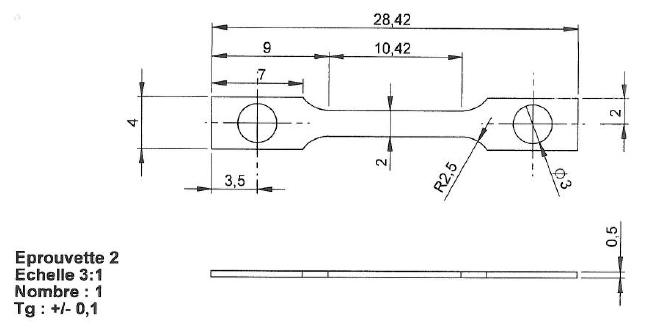 28,42
9
10,42
7
4
2
2
3,5
R2,5
Φ3
0,5
Eprouvette 2
Echelle 3:1
Nombre : 1
Tg : +/- 0,1